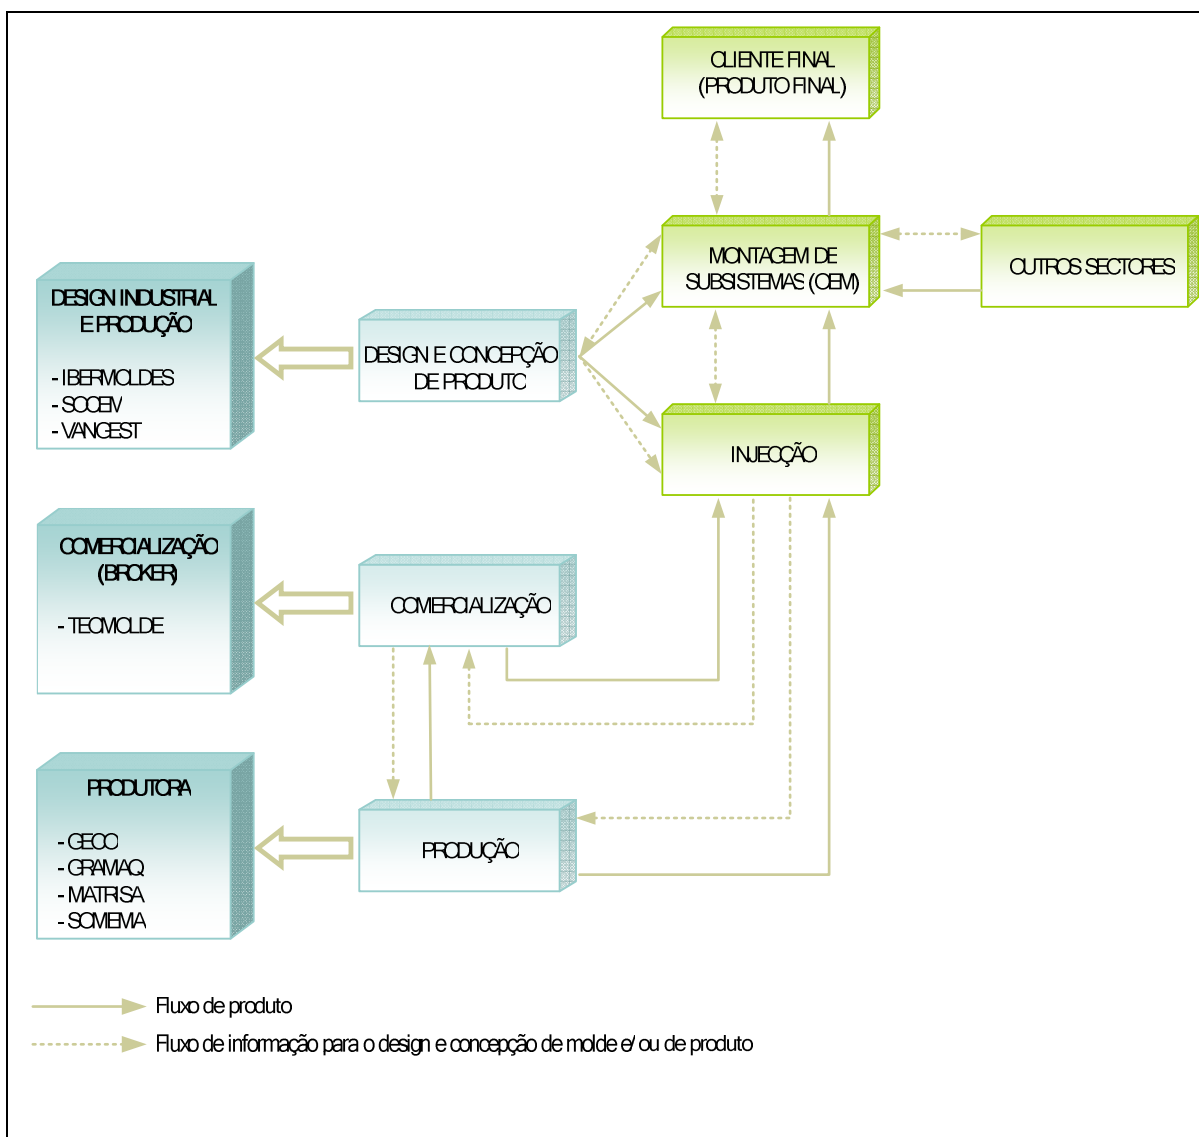 CLIENTE FINAL
(PRODUTO FINAL)
MONTAGEM DE
SUBSISTEMAS (OEM)
OUTROS SECTORES
DESIGN INDUSTRIAL
E PRODUÇÃO
- IBERMOLDES
- SOCEM
- VANGEST
DESIGN E CONCEPÇÃO
DE PRODUTO
INJECÇÃO
COMERCIALIZAÇÃO
(BROKER)
- TECMOLDE
COMERCIALIZAÇÃO
PRODUTORA
- GECO
- GRAMAQ
- MATRISA
- SOMEMA
PRODUÇÃO
Fluxo de produto
Fluxo de informação para o design e concepção de molde e/ ou de produto